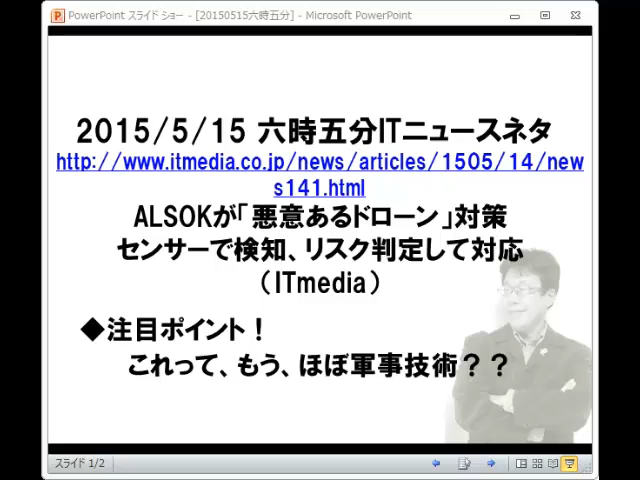 PowerPoint スライド ショー - [20150515六時五分] - Microsoft PowerPoint
2015/5/15 六時五分ITニュースネタ
http://www.itmedia.co.jp/news/articles/1505/14/new
s141.html
ALSOKが「悪意あるドローン」対策
センサーで検知、リスク判定して対応
（ITmedia）
◆注目ポイント！
これって、もう、ほぼ軍事技術？？
スライド 1/2